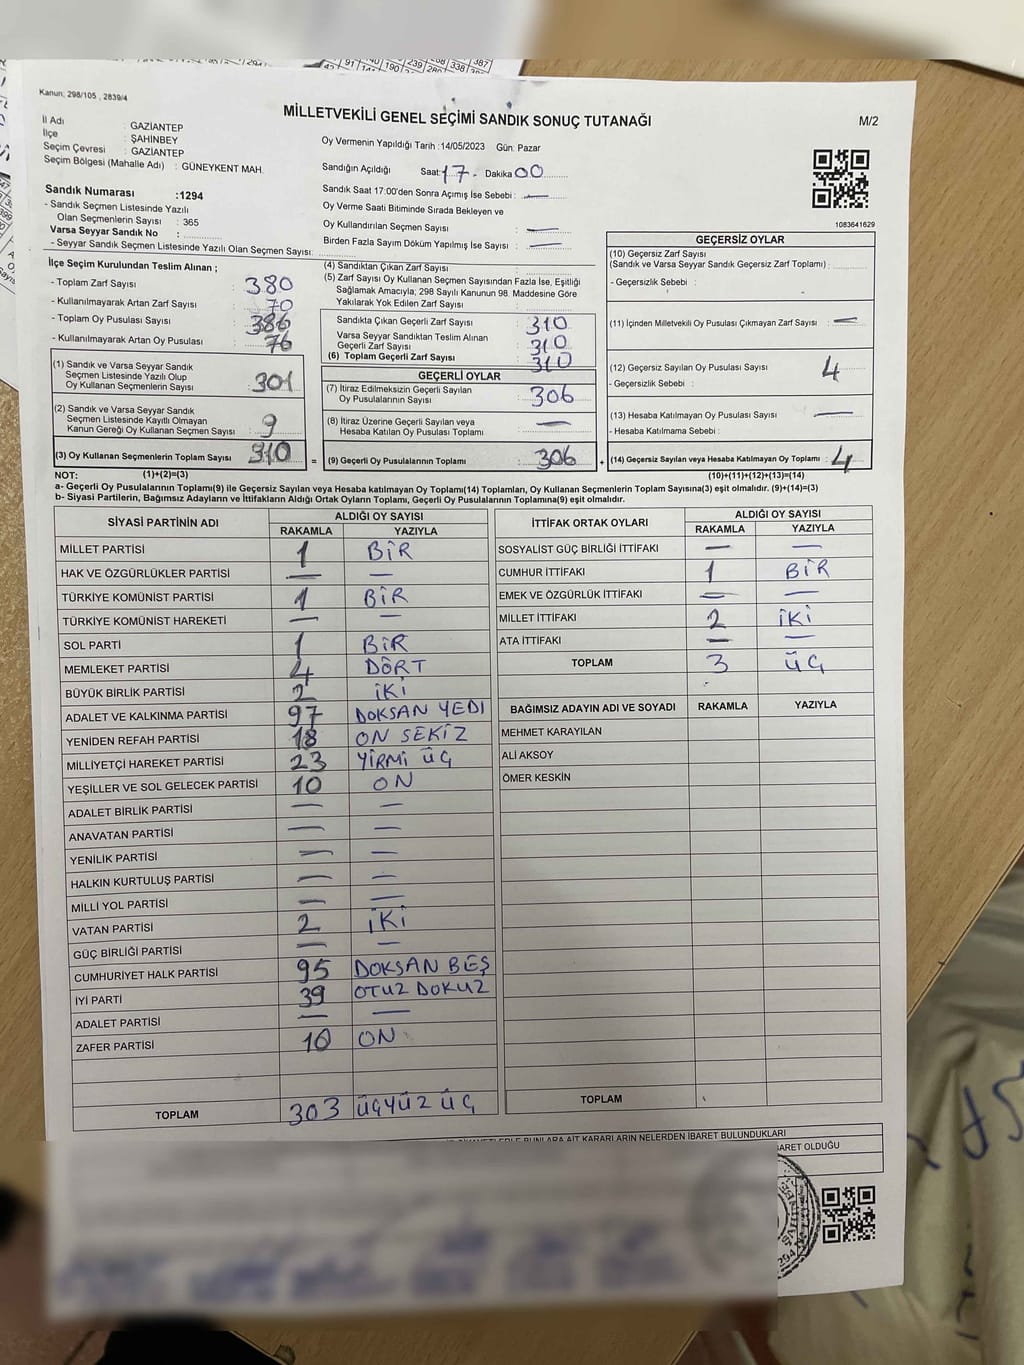 Kanun; 298/105 , 2839/4
MİLLETVEKİLİ GENEL SEÇİMİ SANDIK SONUÇ TUTANAĞI
M/2
İl Adı : GAZİANTEP
İlçe : ŞAHİNBEY
Seçim Çevresi : GAZİANTEP
Seçim Bölgesi (Mahalle Adı) : GÜNEYKENT MAH.
Oy Vermenin Yapıldığı Tarih :14/05/2023 Gün: Pazar
Sandığın Açıldığı Saat 17. Dakika 00
Sandık Saat 17:00'den Sonra Açımış İse Sebebi : —
Oy Verme Saati Bitiminde Sırada Bekleyen ve
Oy Kullandırılan Seçmen Sayısı : —
Birden Fazla Sayım Döküm Yapılmış İse Sayısı : —
1083641629
Sandık Numarası :1294
- Sandık Seçmen Listesinde Yazılı
Olan Seçmenlerin Sayısı : 365
Varsa Seyyar Sandık No :
- Seyyar Sandık Seçmen Listesinde Yazılı Olan Seçmen Sayısı:
İlçe Seçim Kurulundan Teslim Alınan ;
- Toplam Zarf Sayısı : 380
- Kullanılmayarak Artan Zarf Sayısı : 70
- Toplam Oy Pusulası Sayısı : 386
- Kullanılmayarak Artan Oy Pusulası : 76
(1) Sandık ve Varsa Seyyar Sandık
Seçmen Listesinde Yazılı Olup
Oy Kullanan Seçmenlerin Sayısı : 301
(2) Sandık ve Varsa Seyyar Sandık
Seçmen Listesinde Kayıtlı Olmayan
Kanun Gereği Oy Kullanan Seçmen Sayısı : 9
(3) Oy Kullanan Seçmenlerin Toplam Sayısı : 310
(4) Sandıktan Çıkan Zarf Sayısı :
(5) Zarf Sayısı Oy Kullanan Seçmen Sayısından Fazla İse, Eşitliği
Sağlamak Amacıyla; 298 Sayılı Kanunun 98. Maddesine Göre
Yakılarak Yok Edilen Zarf Sayısı :
Sandıkta Çıkan Geçerli Zarf Sayısı : 310
Varsa Seyyar Sandıktan Teslim Alınan
Geçerli Zarf Sayısı : 310
(6) Toplam Geçerli Zarf Sayısı : 310
GEÇERLİ OYLAR
(7) İtiraz Edilmeksizin Geçerli Sayılan
Oy Pusulalarının Sayısı : 306
(8) İtiraz Üzerine Geçerli Sayılan veya
Hesaba Katılan Oy Pusulası Toplamı : —
= (9) Geçerli Oy Pusulalarının Toplamı : 306
GEÇERSİZ OYLAR
(10) Geçersiz Zarf Sayısı
(Sandık ve Varsa Seyyar Sandık Geçersiz Zarf Toplamı) :
- Geçersizlik Sebebi :
(11) İçinden Milletvekili Oy Pusulası Çıkmayan Zarf Sayısı : —
(12) Geçersiz Sayılan Oy Pusulası Sayısı : 4
- Geçersizlik Sebebi :
(13) Hesaba Katılmayan Oy Pusulası Sayısı : —
- Hesaba Katılmama Sebebi :
+ (14) Geçersiz Sayılan veya Hesaba Katılmayan Oy Toplamı : 4
NOT: (1)+(2)=(3) (10)+(11)+(12)+(13)=(14)
a- Geçerli Oy Pusulalarının Toplamı(9) ile Geçersiz Sayılan veya Hesaba katılmayan Oy Toplamı(14) Toplamları, Oy Kullanan Seçmenlerin Toplam Sayısına(3) eşit olmalıdır. (9)+(14)=(3)
b- Siyasi Partilerin, Bağımsız Adayların ve İttifakların Aldığı Ortak Oyların Toplamı, Geçerli Oy Pusulalarının Toplamına(9) eşit olmalıdır.
SİYASİ PARTİNİN ADI ALDIĞI OY SAYISI
RAKAMLA YAZIYLA
MİLLET PARTİSİ 1 BİR
HAK VE ÖZGÜRLÜKLER PARTİSİ — —
TÜRKİYE KOMÜNİST PARTİSİ 1 BİR
TÜRKİYE KOMÜNİST HAREKETİ — —
SOL PARTİ 1 BİR
MEMLEKET PARTİSİ 4 DÖRT
BÜYÜK BİRLİK PARTİSİ 2 İKİ
ADALET VE KALKINMA PARTİSİ 97 DOKSAN YEDI
YENİDEN REFAH PARTİSİ 18 ON SEKİZ
MİLLİYETÇİ HAREKET PARTİSİ 23 YİRMİ ÜÇ
YEŞİLLER VE SOL GELECEK PARTİSİ 10 ON
ADALET BİRLİK PARTİSİ — —
ANAVATAN PARTİSİ — —
YENİLİK PARTİSİ — —
HALKIN KURTULUŞ PARTİSİ — —
MİLLİ YOL PARTİSİ — —
VATAN PARTİSİ 2 İKİ
GÜÇ BİRLİĞİ PARTİSİ — —
CUMHURİYET HALK PARTİSİ 95 DOKSAN BEŞ
İYİ PARTİ 39 OTUZ DOKUZ
ADALET PARTİSİ — —
ZAFER PARTİSİ 10 ON
TOPLAM 303 ÜÇYÜZ ÜÇ
İTTİFAK ORTAK OYLARI ALDIĞI OY SAYISI
RAKAMLA YAZIYLA
SOSYALİST GÜÇ BİRLİĞİ İTTİFAKI — —
CUMHUR İTTİFAKI 1 BİR
EMEK VE ÖZGÜRLÜK İTTİFAKI — —
MİLLET İTTİFAKI 2 İKİ
ATA İTTİFAKI — —
TOPLAM 3 ÜÇ
BAĞIMSIZ ADAYIN ADI VE SOYADI RAKAMLA YAZIYLA
MEHMET KARAYILAN
ALİ AKSOY
ÖMER KESKİN
TOPLAM
BUNLARA AİT KARARLARIN NELERDEN İBARET BULUNDUKLARI
BARET OLDUĞU